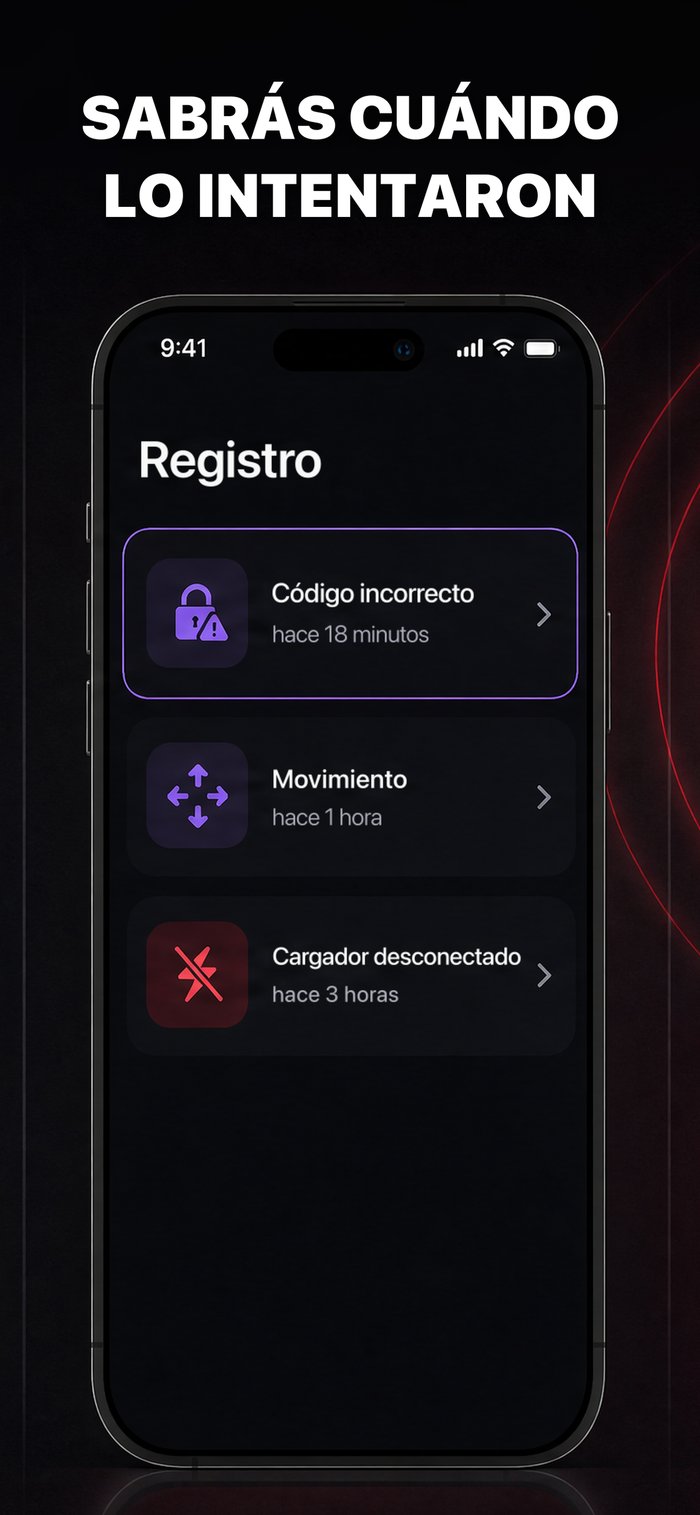 SABRÁS CUÁNDO
LO INTENTARON
9:41
Registro
Código incorrecto
hace 18 minutos
Movimiento
hace 1 hora
Cargador desconectado
hace 3 horas